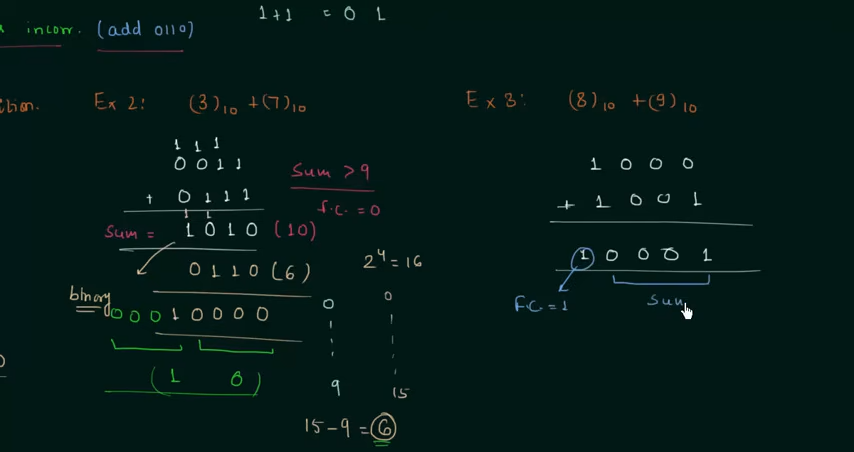 incorr. (add 0110)
1+1 = 0 1
ition. Ex 2: (3)10 + (7)10
1 1 1
0 0 1 1
+ 0 1 1 1
1 1
Sum = 1 0 1 0 (10)
0 1 1 0 (6)
binary 0 0 0 1 0 0 0 0
(1 0)
Sum > 9
F.C. = 0
2⁴ = 16
0 0
9 15
15 - 9 = 6
Ex 3: (8)10 + (9)10
1 0 0 0
+ 1 0 0 1
1 0 0 0 1
F.C. = 1 Sum